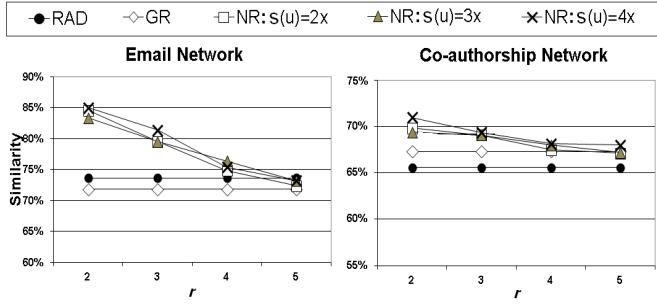 RAD GR NR: s(u)=2x NR: s(u)=3x NR: s(u)=4x
Email Network
Similarity
90%
85%
80%
75%
70%
65%
60%
2 3 4 5
r
Co-authorship Network
75%
70%
65%
60%
55%
2 3 4 5
r